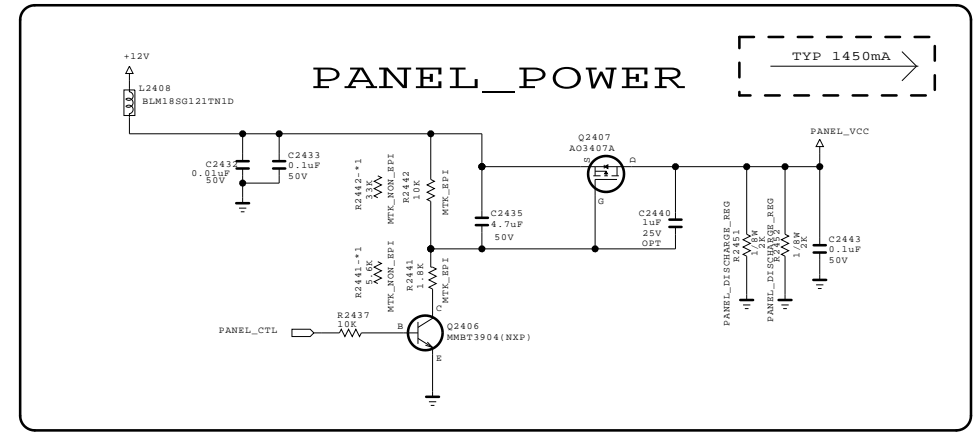 PANEL_POWER
TYP 1450mA
+12V
L2408
BLM18SG121TN1D
C2432
0.01uF
50V
C2433
0.1uF
50V
R2442-*1
33K
MTK_NON_EPI
R2442
10K
MTK_EPI
C2435
4.7uF
50V
Q2407
AO3407A
S
D
G
C2440
1uF
25V
OPT
PANEL_VCC
PANEL_DISCHARGE_REG
R2451
1/8W
2K
PANEL_DISCHARGE_REG
R2452
1/8W
2K
C2443
0.1uF
50V
R2441-*1
5.6K
MTK_NON_EPI
R2441
1.8K
MTK_EPI
PANEL_CTL
R2437
10K
B
C
Q2406
MMBT3904(NXP)
E